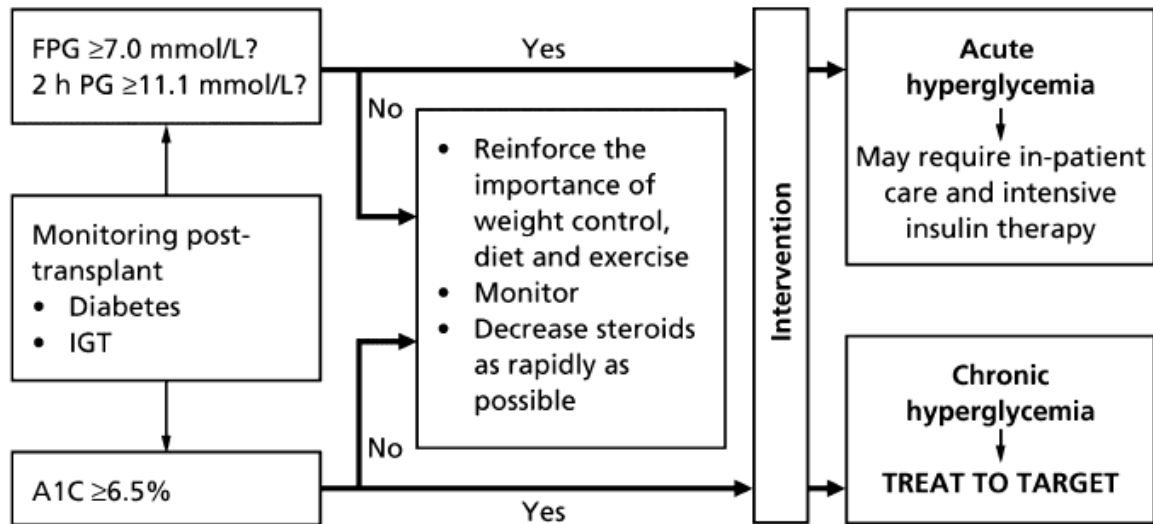 FPG ≥7.0 mmol/L?
2 h PG ≥11.1 mmol/L?
Yes
No
Monitoring post-
transplant
• Diabetes
• IGT
A1C ≥6.5%
No
Yes
• Reinforce the
importance of
weight control,
diet and exercise
• Monitor
• Decrease steroids
as rapidly as
possible
Intervention
Acute
hyperglycemia
May require in-patient
care and intensive
insulin therapy
Chronic
hyperglycemia
TREAT TO TARGET